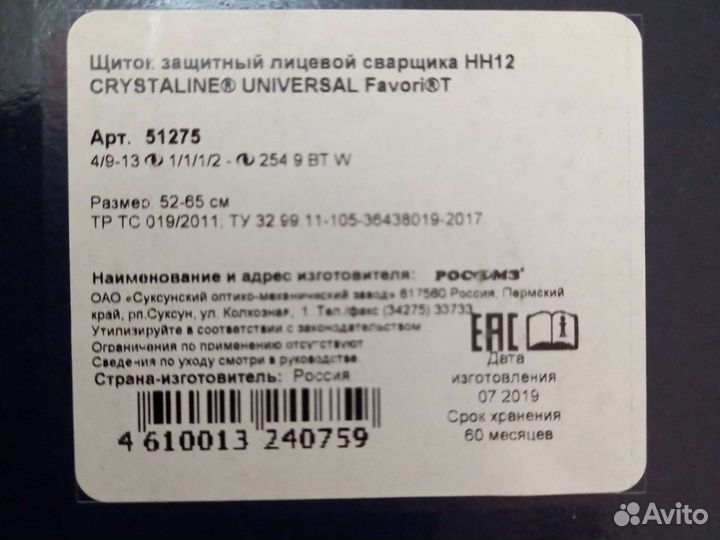 Щиток защитный лицевой сварщика НН12
CRYSTALINE® UNIVERSAL Favori®T
Арт. 51275
4/9-13 1/1/1/2 - 254 9 BT W
Размер. 52-65 см
ТР ТС 019/2011, ТУ 32.99.11-105-36438019-2017
Наименование и адрес изготовителя: РОСОМЗ®
ОАО «Суксунский оптико-механический завод» 617560 Россия, Пермский
край, рп.Суксун, ул. Колхозная, 1. Тел./факс (34275) 33733
Утилизируйте в соответствии с законодательством
Ограничения по применению отсутствуют
Сведения по уходу смотри в руководстве
Страна-изготовитель: Россия
EAC
Дата
изготовления
07 2019
Срок хранения
60 месяцев
4 610013 240759
Avito